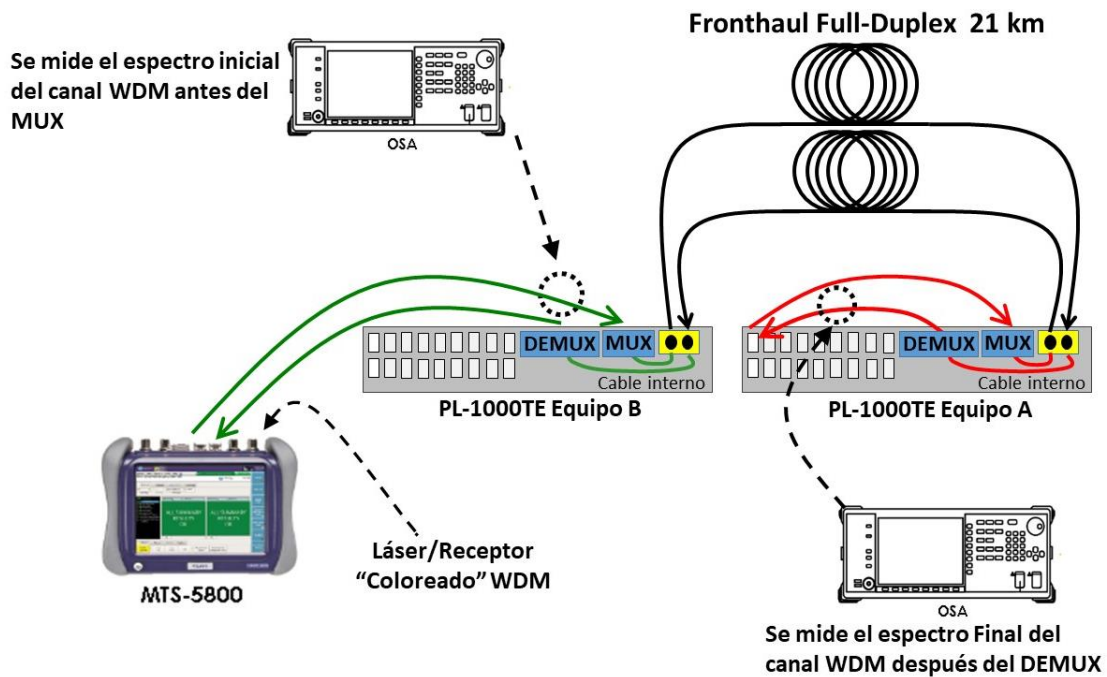 Fronthaul Full-Duplex 21 km
Se mide el espectro inicial
del canal WDM antes del
MUX
OSA
DEMUX
MUX
Cable interno
PL-1000TE Equipo B
DEMUX
MUX
Cable interno
PL-1000TE Equipo A
Láser/Receptor
“Coloreado” WDM
MTS-5800
OSA
Se mide el espectro Final del
canal WDM después del DEMUX